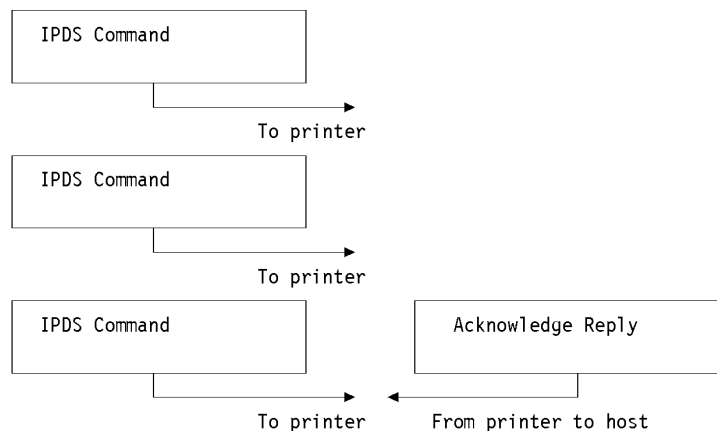 IPDS Command
To printer
IPDS Command
To printer
IPDS Command
Acknowledge Reply
To printer
From printer to host